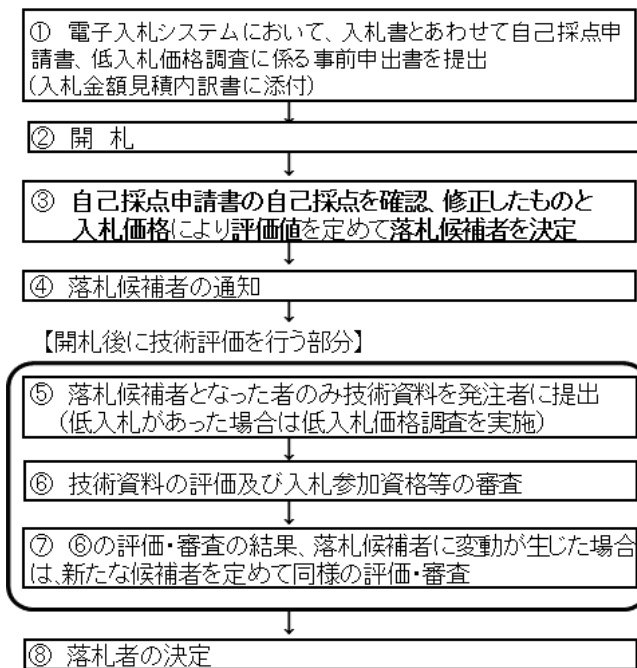 ① 電子入札システムにおいて、入札書とあわせて自己採点申
請書、低入札価格調査に係る事前申出書を提出
(入札金額見積内訳書に添付)
② 開 札
③ 自己採点申請書の自己採点を確認、修正したものと
入札価格により評価値を定めて落札候補者を決定
④ 落札候補者の通知
【開札後に技術評価を行う部分】
⑤ 落札候補者となった者のみ技術資料を発注者に提出
(低入札があった場合は低入札価格調査を実施)
⑥ 技術資料の評価及び入札参加資格等の審査
⑦ ⑥の評価・審査の結果、落札候補者に変動が生じた場合
は、新たな候補者を定めて同様の評価・審査
⑧ 落札者の決定